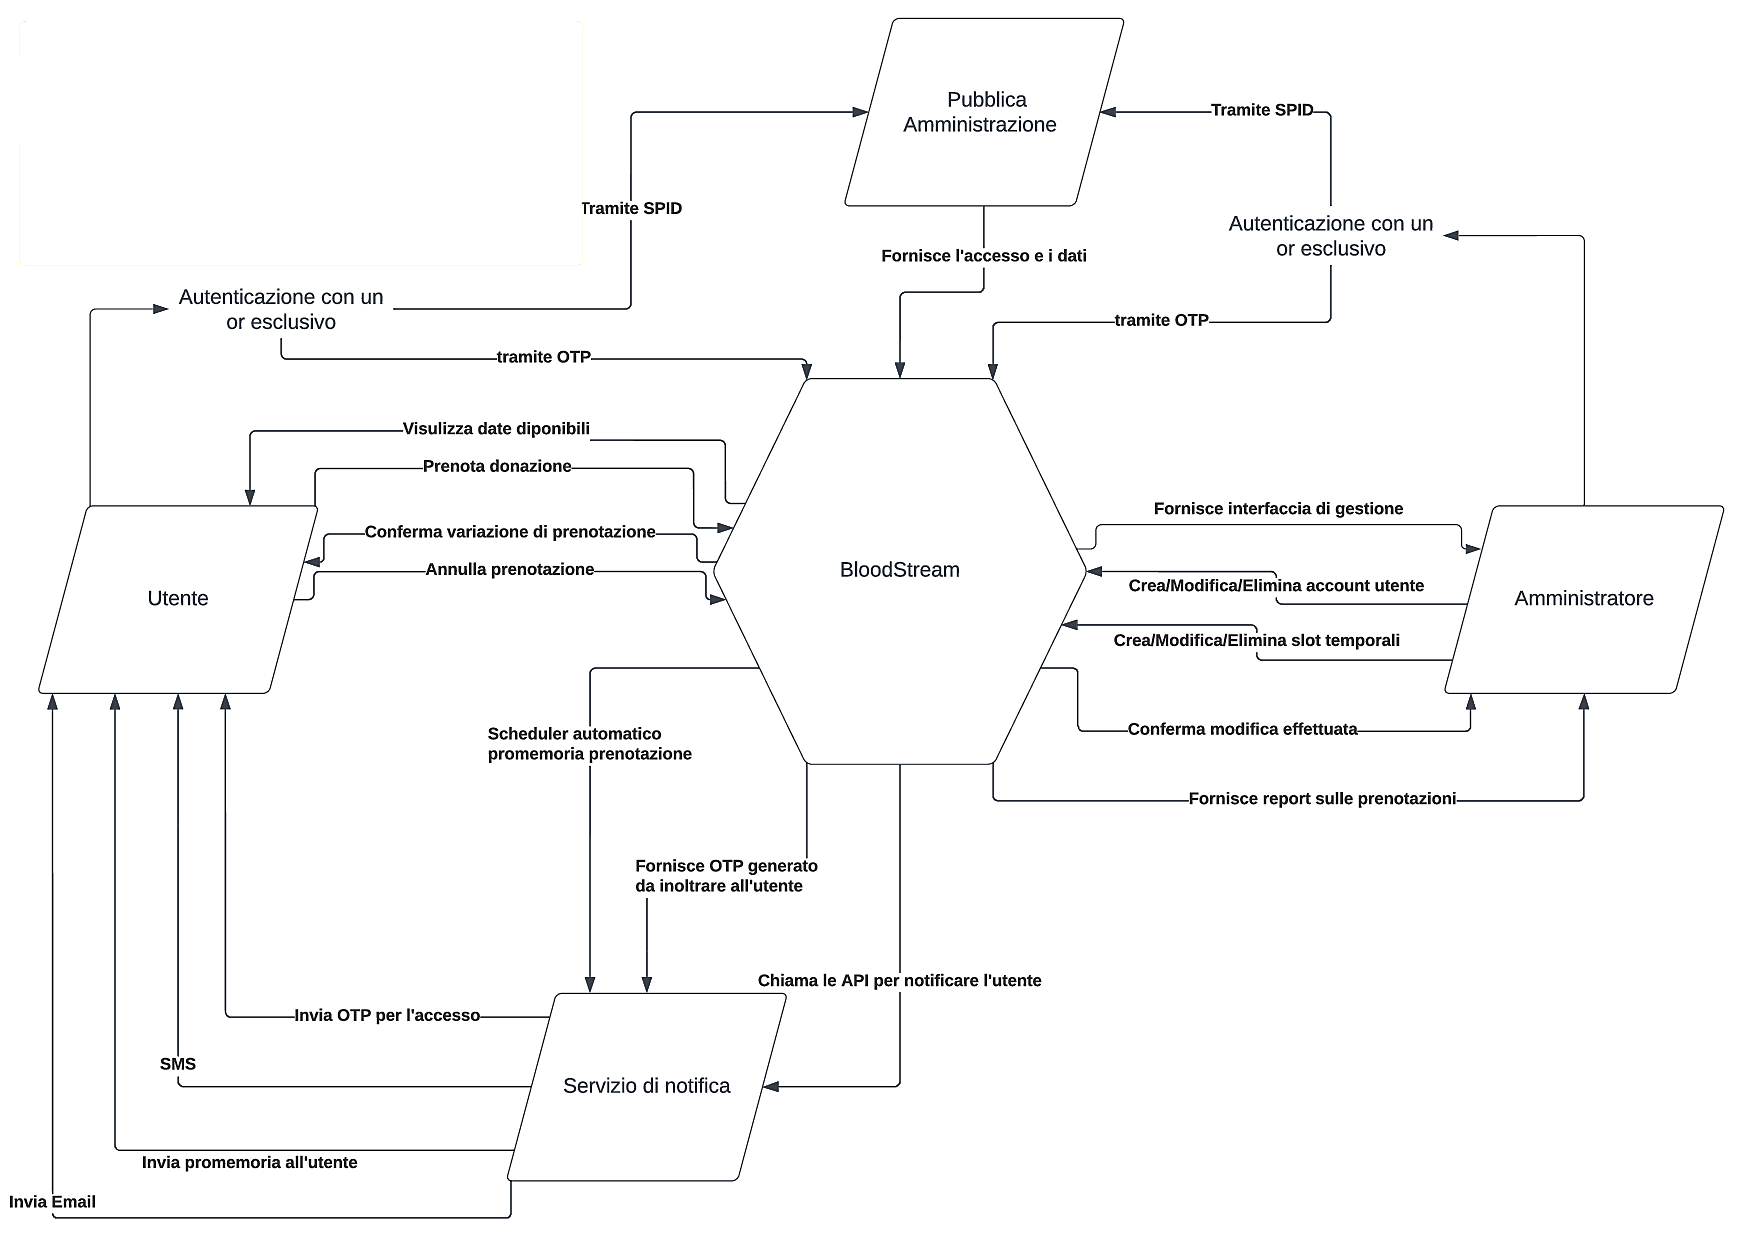 Pubblica
Amministrazione
Tramite SPID
Tramite SPID
Autenticazione con un
or esclusivo
Fornisce l'accesso e i dati
Autenticazione con un
or esclusivo
tramite OTP
tramite OTP
Visulizza date diponibili
Prenota donazione
Fornisce interfaccia di gestione
Conferma variazione di prenotazione
Annulla prenotazione
BloodStream
Crea/Modifica/Elimina account utente
Utente
Amministratore
Crea/Modifica/Elimina slot temporali
Conferma modifica effettuata
Scheduler automatico
promemoria prenotazione
Fornisce report sulle prenotazioni
Fornisce OTP generato
da inoltrare all'utente
Chiama le API per notificare l'utente
Invia OTP per l'accesso
SMS
Servizio di notifica
Invia promemoria all'utente
Invia Email